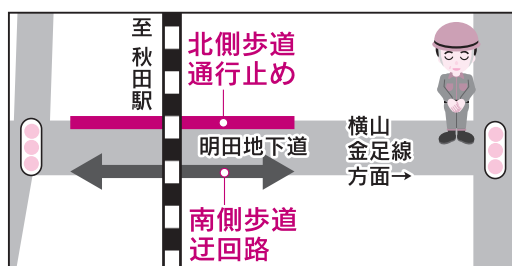 至 秋田駅
北側歩道
通行止め
明田地下道
横山
金足線
方面→
南側歩道
迂回路